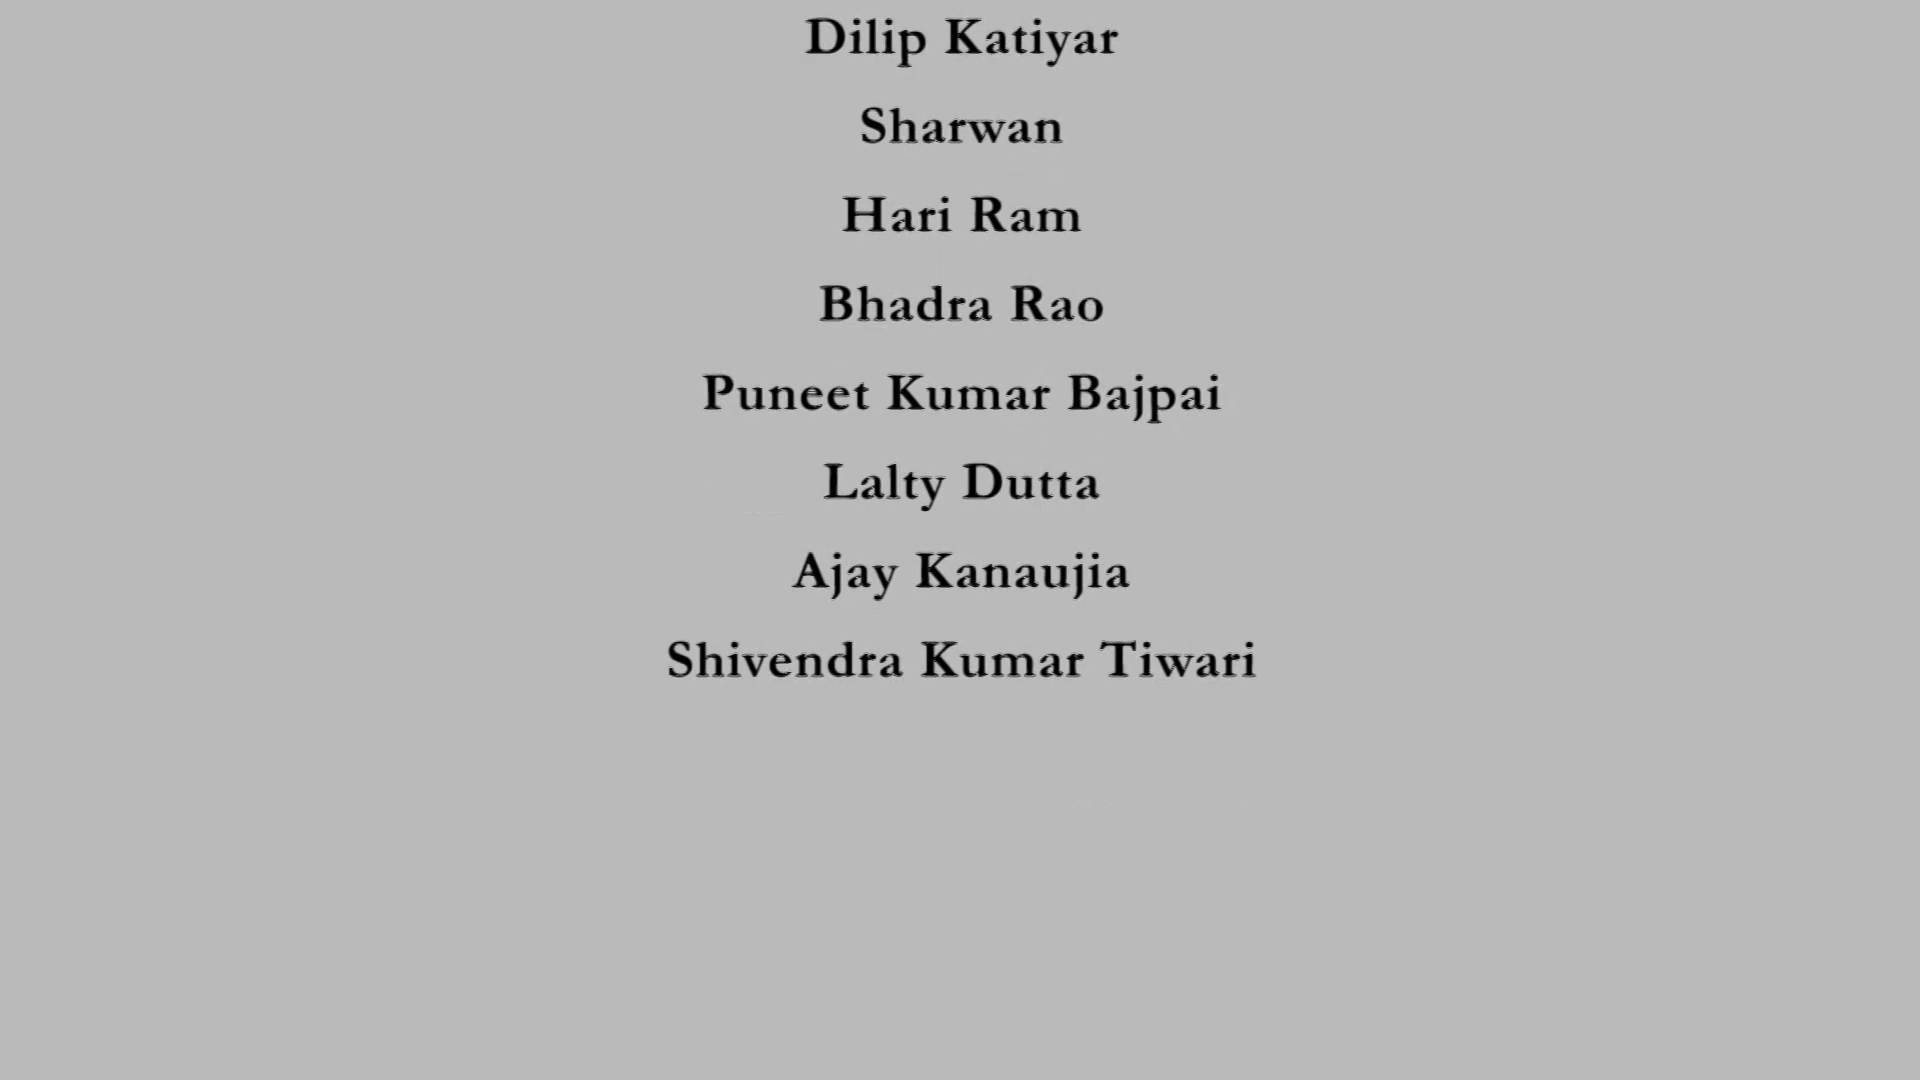 Dilip Katiyar
Sharwan
Hari Ram
Bhadra Rao
Puneet Kumar Bajpai
Lalty Dutta
Ajay Kanaujia
Shivendra Kumar Tiwari